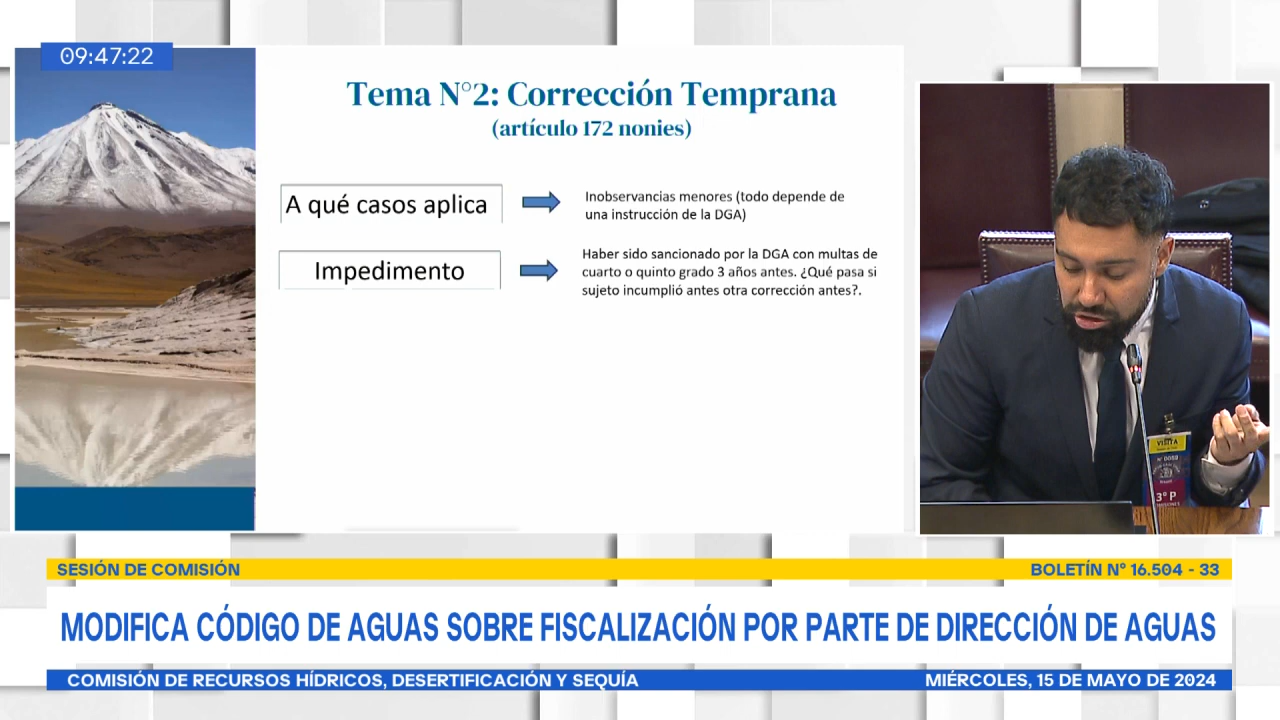 09:47:22
Tema N°2: Corrección Temprana
(artículo 172 nonies)
A qué casos aplica
Inobservancias menores (todo depende de
una instrucción de la DGA)
Impedimento
Haber sido sancionado por la DGA con multas de
cuarto o quinto grado 3 años antes. ¿Qué pasa si
sujeto incumplió antes otra corrección antes?.
VISITA
3° P
SESIÓN DE COMISIÓN
BOLETÍN N° 16.504 - 33
MODIFICA CÓDIGO DE AGUAS SOBRE FISCALIZACIÓN POR PARTE DE DIRECCIÓN DE AGUAS
COMISIÓN DE RECURSOS HÍDRICOS, DESERTIFICACIÓN Y SEQUÍA
MIÉRCOLES, 15 DE MAYO DE 2024